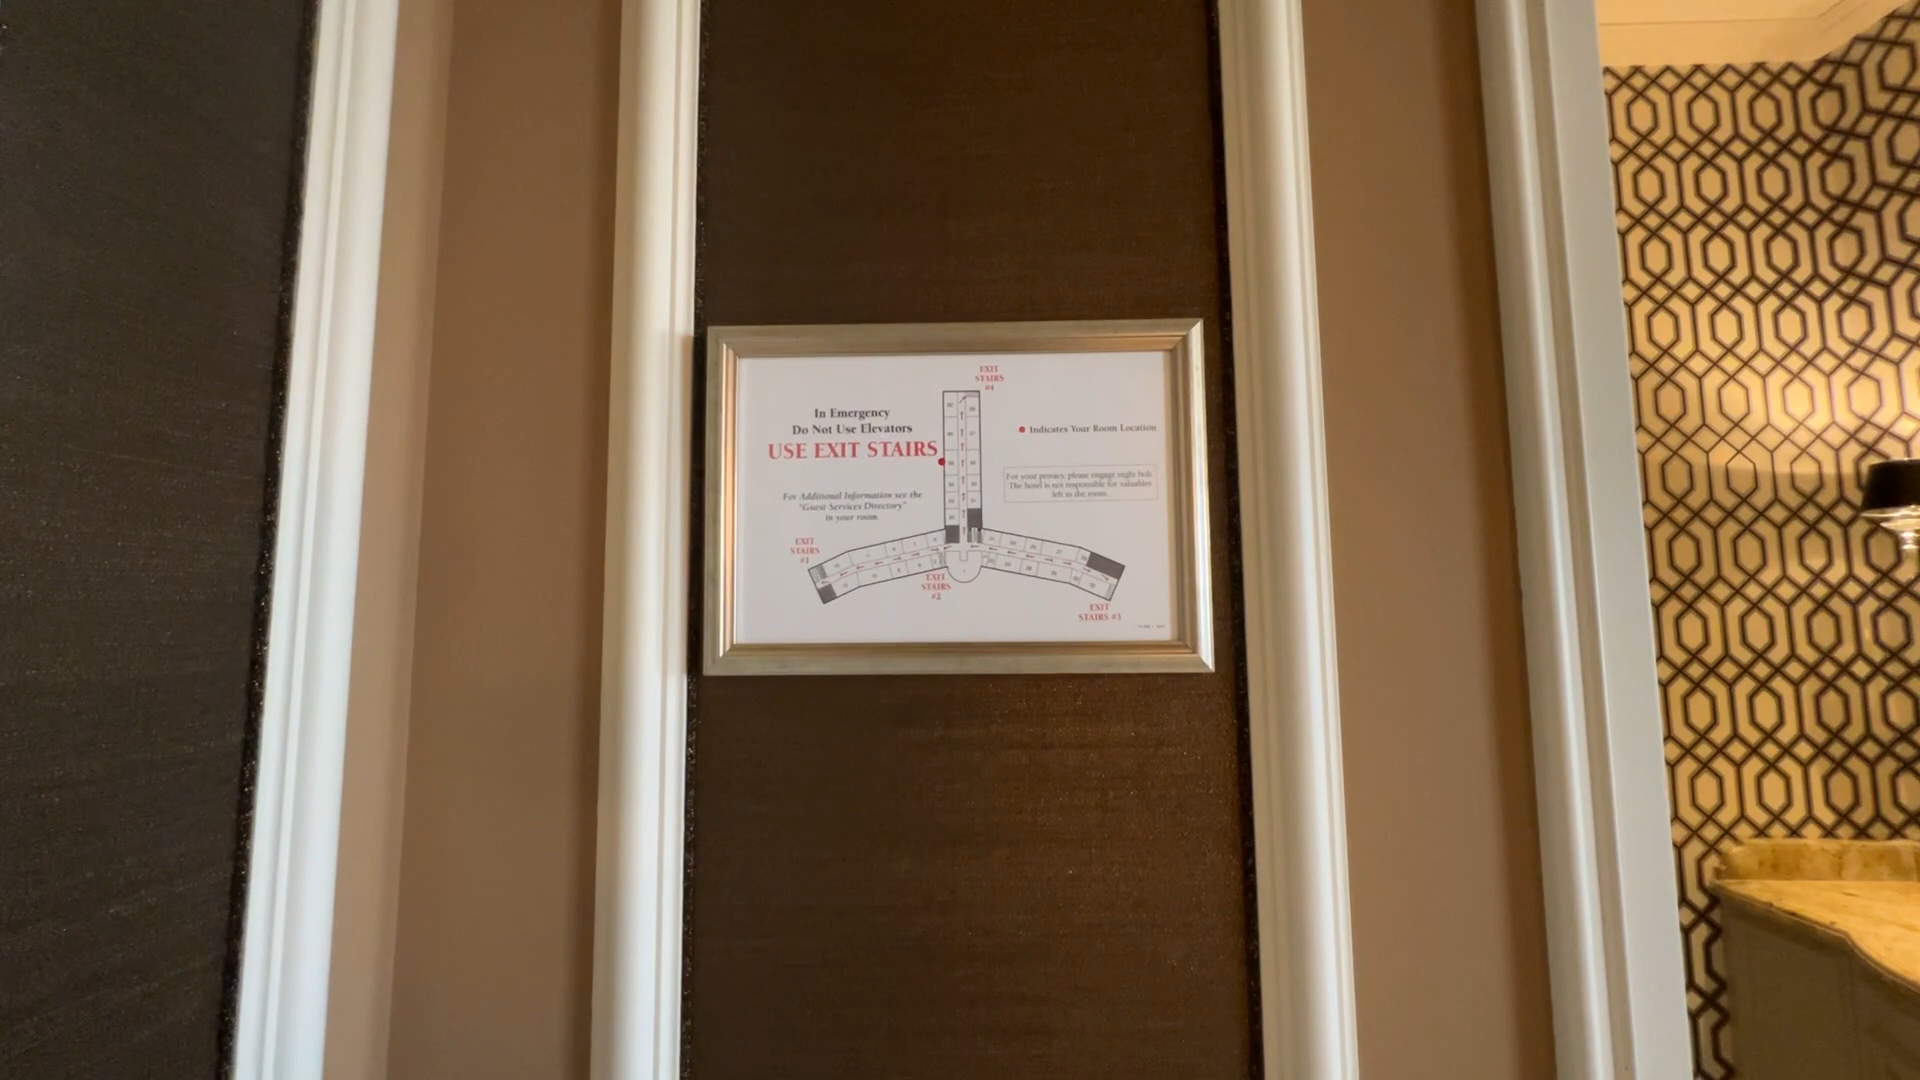 EXIT
STAIRS
#4
In Emergency
Do Not Use Elevators
USE EXIT STAIRS
Indicates Your Room Location
For your privacy, please engage night bolt.
The hotel is not responsible for valuables
left in the room.
For Additional Information see the
"Guest Services Directory"
in your room.
EXIT
STAIRS
#1
EXIT
STAIRS
#2
EXIT
STAIRS #3